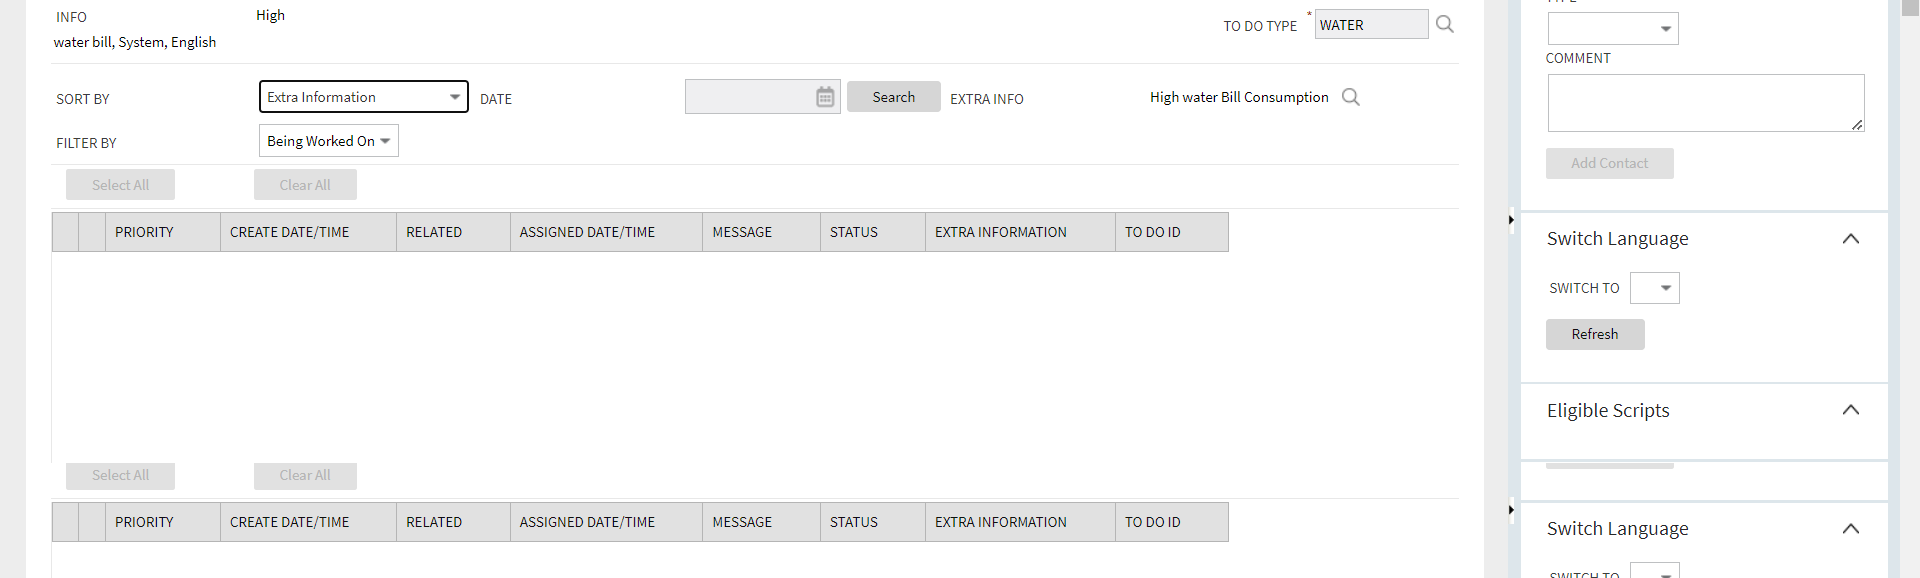 INFO
High
water bill, System, English
TO DO TYPE * WATER
SORT BY Extra Information DATE Search EXTRA INFO High water Bill Consumption
FILTER BY Being Worked On
Select All Clear All
PRIORITY CREATE DATE/TIME RELATED ASSIGNED DATE/TIME MESSAGE STATUS EXTRA INFORMATION TO DO ID
Select All Clear All
PRIORITY CREATE DATE/TIME RELATED ASSIGNED DATE/TIME MESSAGE STATUS EXTRA INFORMATION TO DO ID
COMMENT
Add Contact
Switch Language
SWITCH TO
Refresh
Eligible Scripts
Switch Language
SWITCH TO